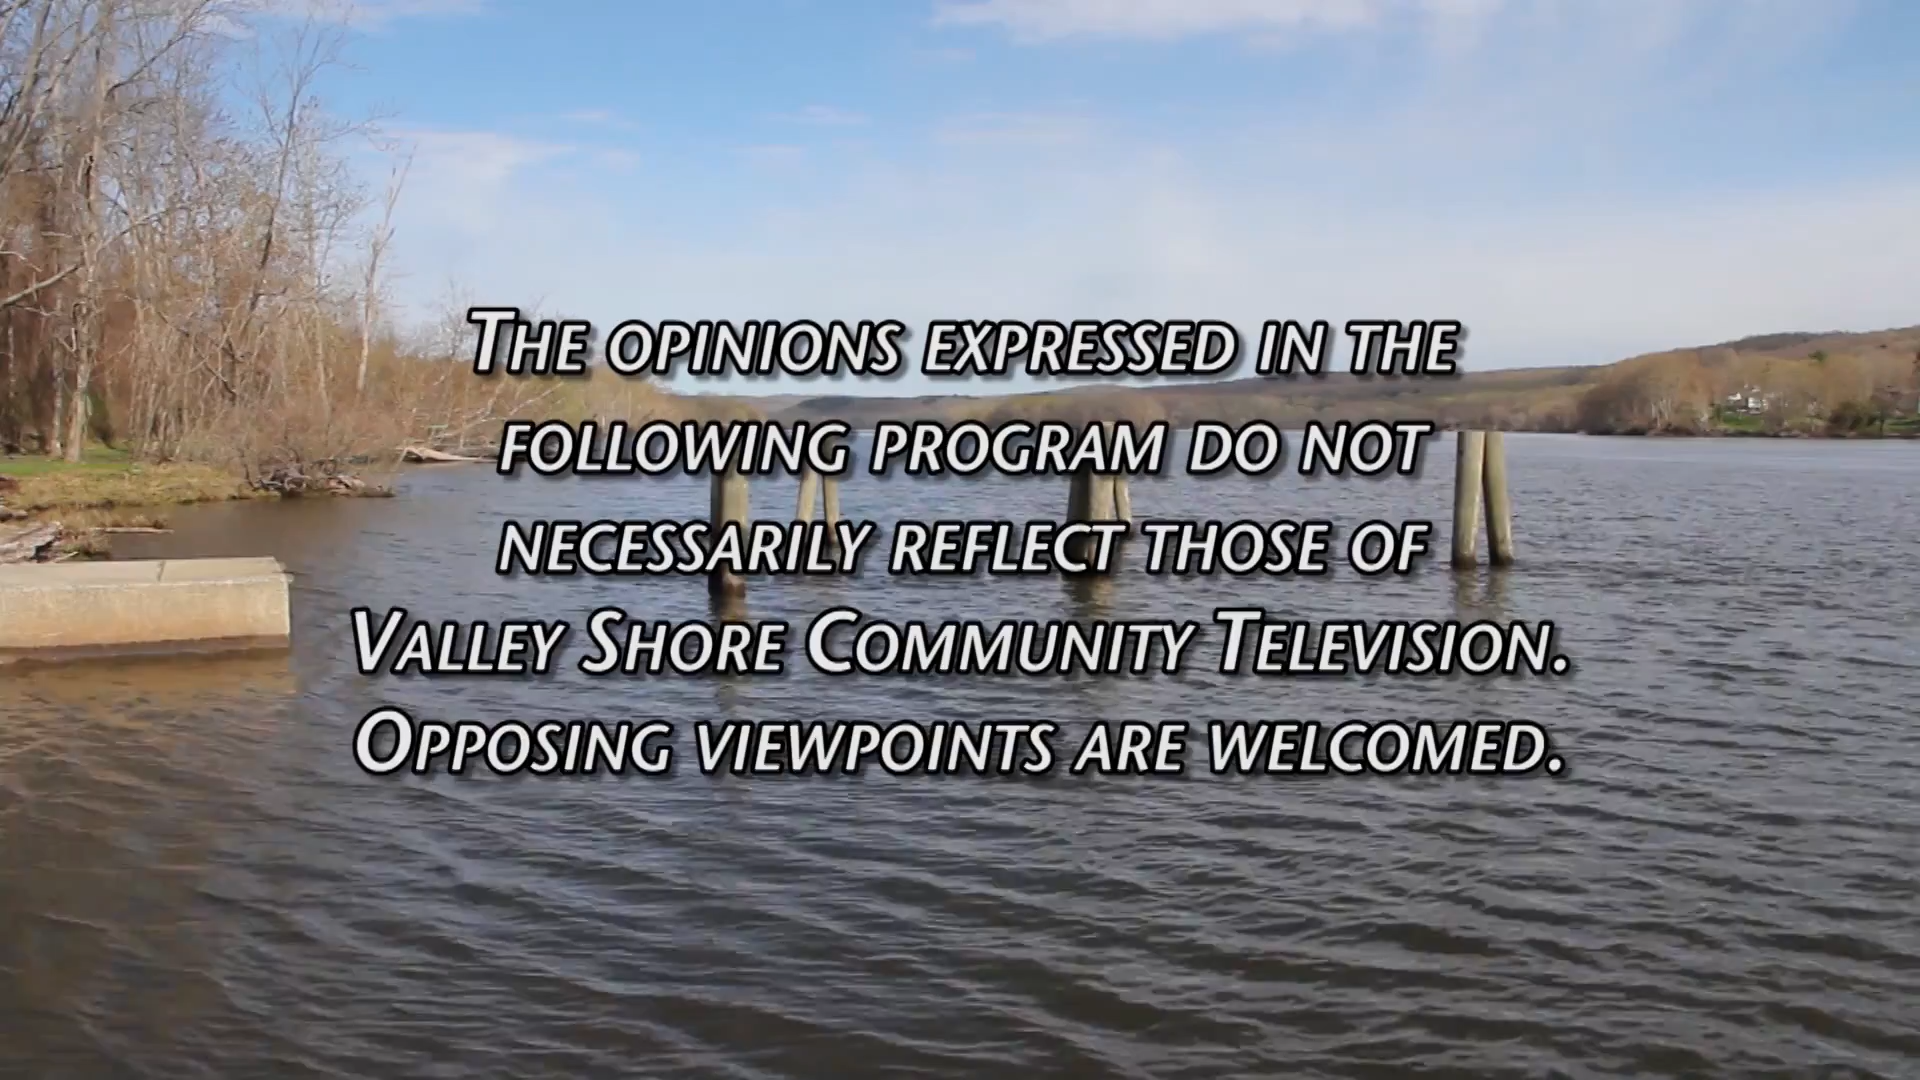 The opinions expressed in the
following program do not
necessarily reflect those of
Valley Shore Community Television.
Opposing viewpoints are welcomed.